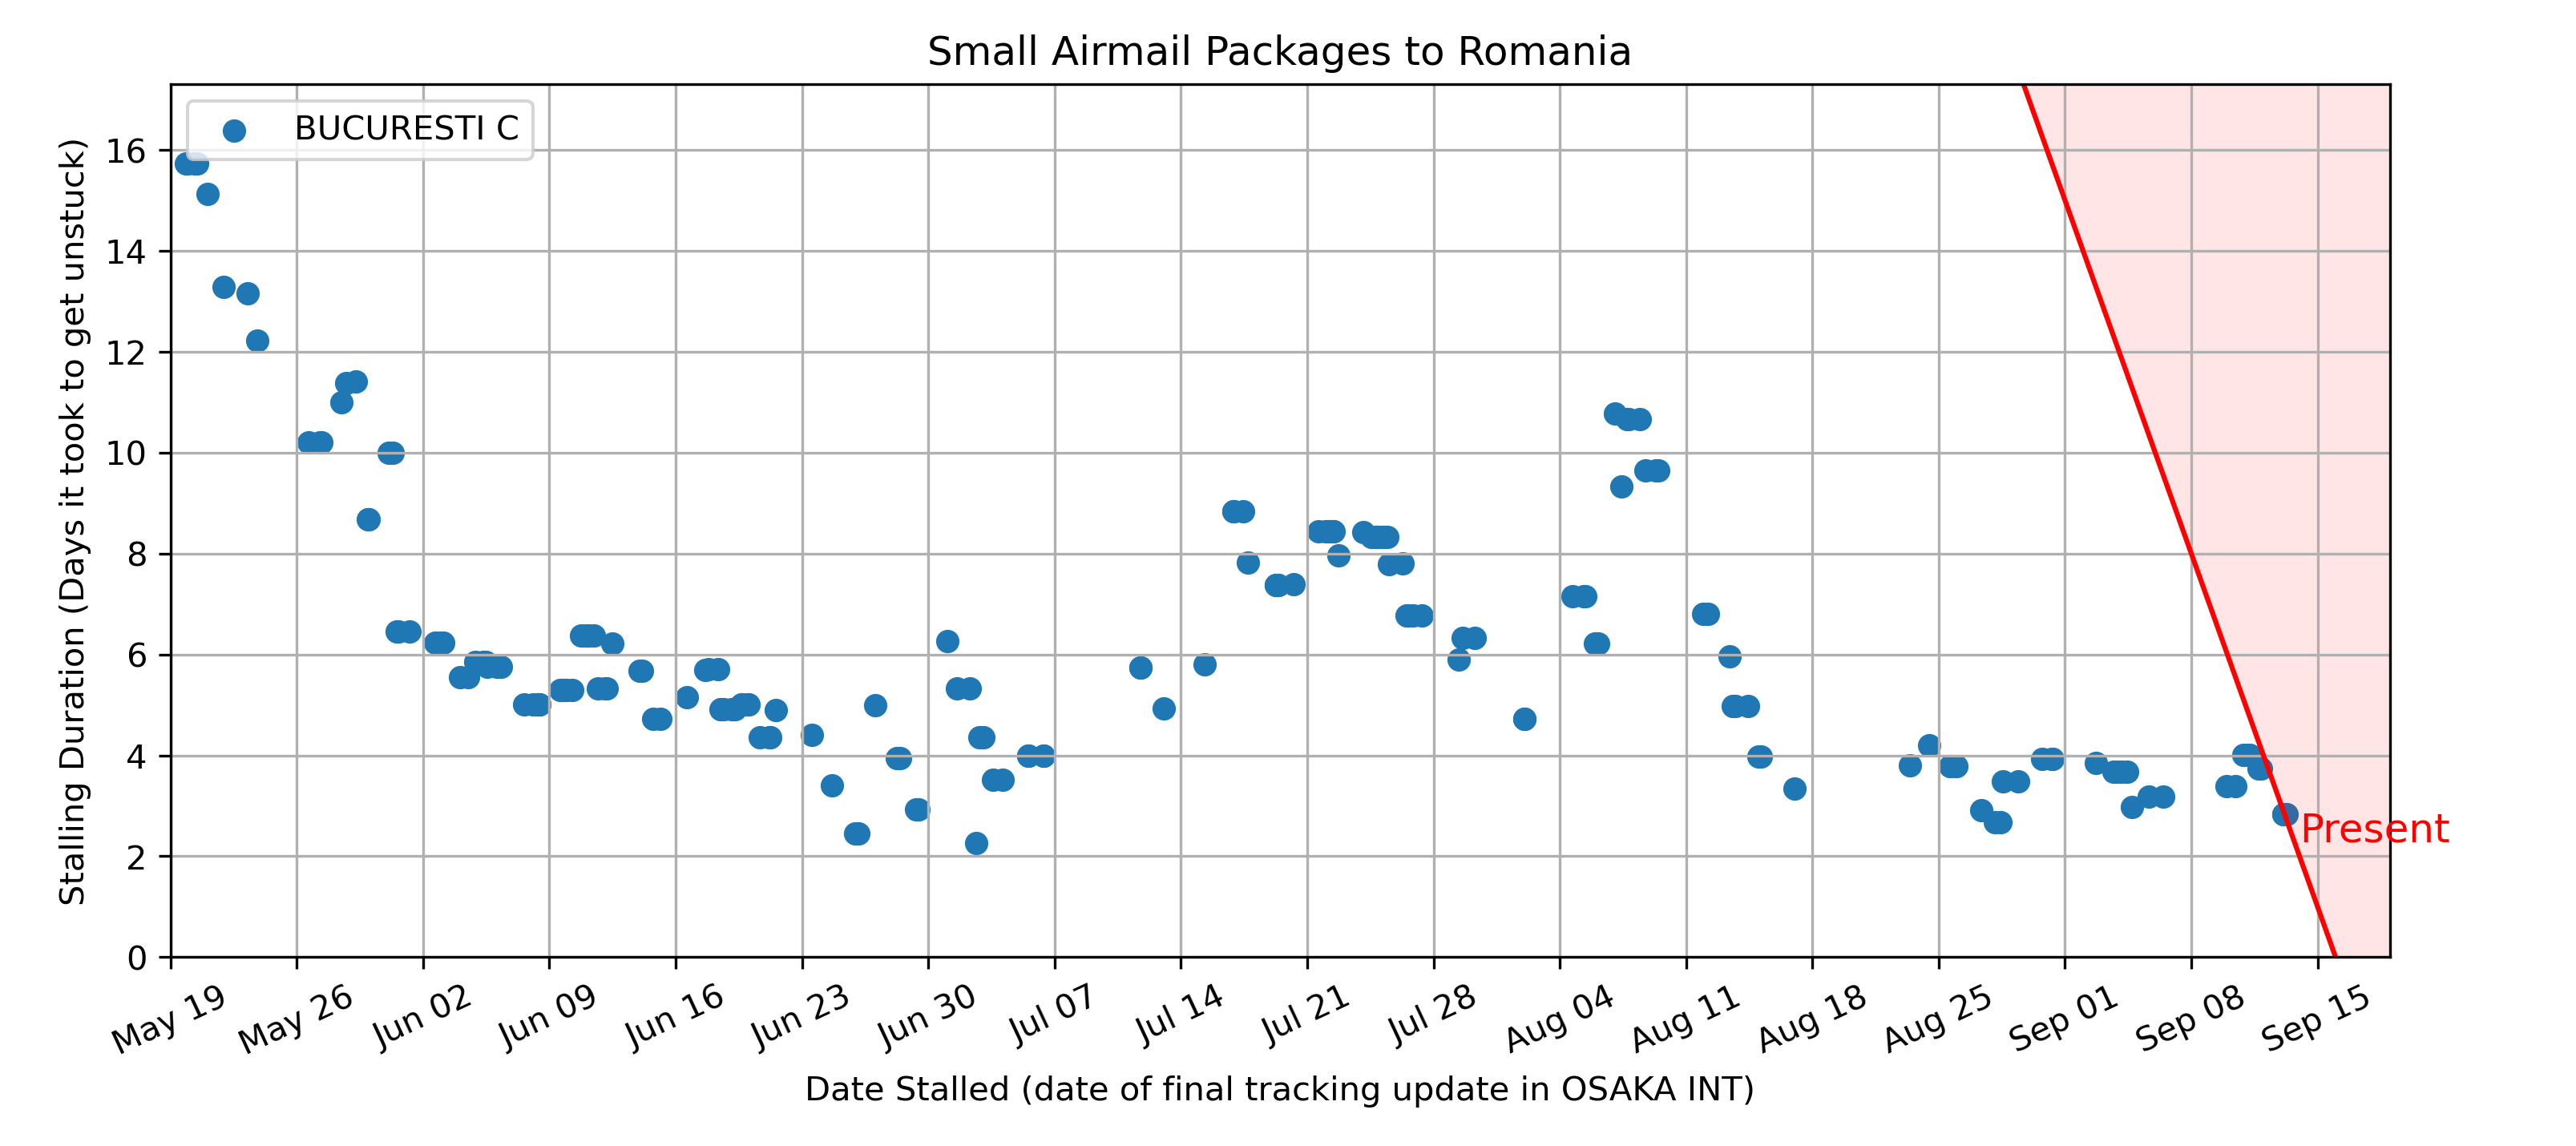 Small Airmail Packages to Romania
BUCURESTI C
Stalling Duration (Days it took to get unstuck)
16
14
12
10
8
6
4
2
0
Present
May 19
May 26
Jun 02
Jun 09
Jun 16
Jun 23
Jun 30
Jul 07
Jul 14
Jul 21
Jul 28
Aug 04
Aug 11
Aug 18
Aug 25
Sep 01
Sep 08
Sep 15
Date Stalled (date of final tracking update in OSAKA INT)